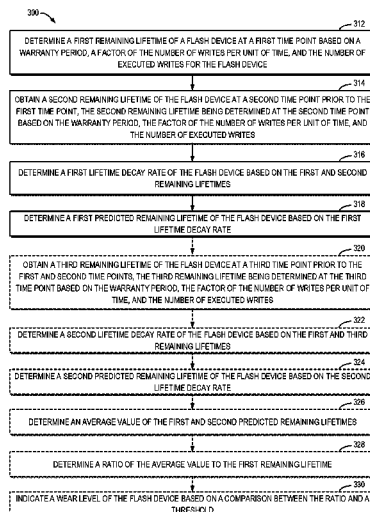 300
312
DETERMINE A FIRST REMAINING LIFETIME OF A FLASH DEVICE AT A FIRST TIME POINT BASED ON A
WARRANTY PERIOD, A FACTOR OF THE NUMBER OF WRITES PER UNIT OF TIME, AND THE NUMBER OF
EXECUTED WRITES FOR THE FLASH DEVICE
314
OBTAIN A SECOND REMAINING LIFETIME OF THE FLASH DEVICE AT A SECOND TIME POINT PRIOR TO THE
FIRST TIME POINT, THE SECOND REMAINING LIFETIME BEING DETERMINED AT THE SECOND TIME POINT
BASED ON THE WARRANTY PERIOD, THE FACTOR OF THE NUMBER OF WRITES PER UNIT OF TIME, AND
THE NUMBER OF EXECUTED WRITES
316
DETERMINE A FIRST LIFETIME DECAY RATE OF THE FLASH DEVICE BASED ON THE FIRST AND SECOND
REMAINING LIFETIMES
318
DETERMINE A FIRST PREDICTED REMAINING LIFETIME OF THE FLASH DEVICE BASED ON THE FIRST
LIFETIME DECAY RATE
320
OBTAIN A THIRD REMAINING LIFETIME OF THE FLASH DEVICE AT A THIRD TIME POINT PRIOR TO THE
FIRST AND SECOND TIME POINTS, THE THIRD REMAINING LIFETIME BEING DETERMINED AT THE THIRD
TIME POINT BASED ON THE WARRANTY PERIOD, THE FACTOR OF THE NUMBER OF WRITES PER UNIT OF
TIME, AND THE NUMBER OF EXECUTED WRITES
322
DETERMINE A SECOND LIFETIME DECAY RATE OF THE FLASH DEVICE BASED ON THE FIRST AND THIRD
REMAINING LIFETIMES
324
DETERMINE A SECOND PREDICTED REMAINING LIFETIME OF THE FLASH DEVICE BASED ON THE SECOND
LIFETIME DECAY RATE
326
DETERMINE AN AVERAGE VALUE OF THE FIRST AND SECOND PREDICTED REMAINING LIFETIMES
328
DETERMINE A RATIO OF THE AVERAGE VALUE TO THE FIRST REMAINING LIFETIME
330
INDICATE A WEAR LEVEL OF THE FLASH DEVICE BASED ON A COMPARISON BETWEEN THE RATIO AND A
THRESHOLD